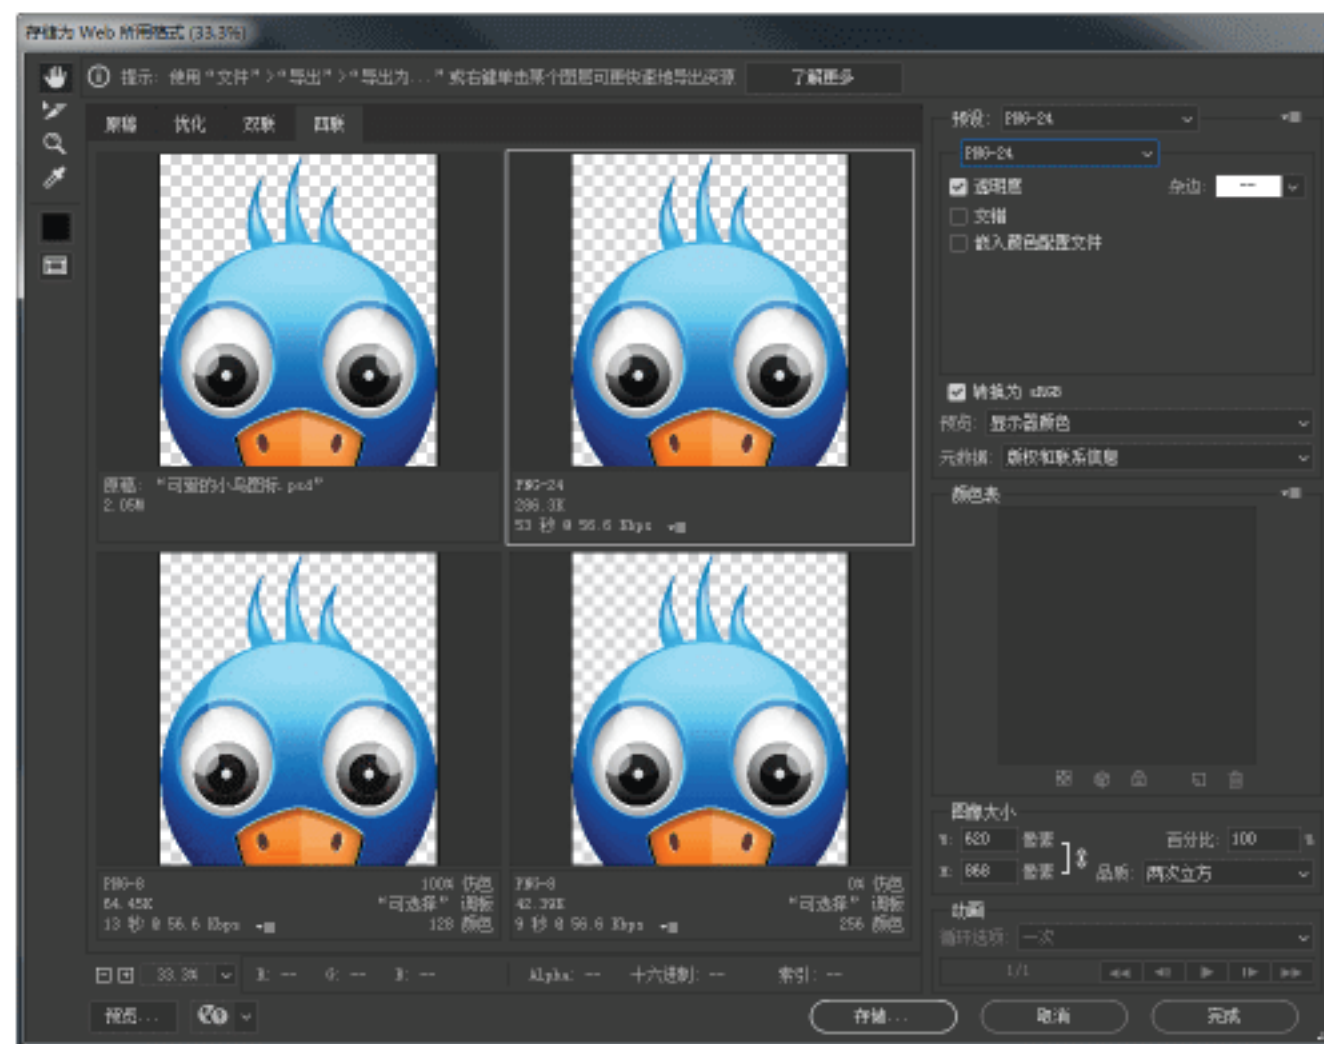 存储为 Web 所用格式 (33.3%)
提示: 使用 "文件" > "导出" > "导出为..." 或右键单击某个图层可更快速地导出资源
了解更多
原稿 优化 双联 四联
原稿: "可爱的小鸟图标.psd"
2.05M
PNG-24
286.3K
53 秒 @ 56.6 Kbps
PNG-8
64.45K
13 秒 @ 56.6 Kbps
100% 仿色
"可选择" 调板
128 颜色
PNG-8
42.39K
9 秒 @ 56.6 Kbps
0% 仿色
"可选择" 调板
256 颜色
预设: PNG-24
PNG-24
透明度 杂边: --
交错
嵌入颜色配置文件
转换为 sRGB
预览: 显示器颜色
元数据: 版权和联系信息
颜色表
图像大小
W: 620 像素 百分比: 100 %
H: 868 像素 品质: 两次立方
动画
循环选项: 一次
1/1
33.3% R: -- G: -- B: -- Alpha: -- 十六进制: -- 索引: --
预览... 存储... 取消 完成